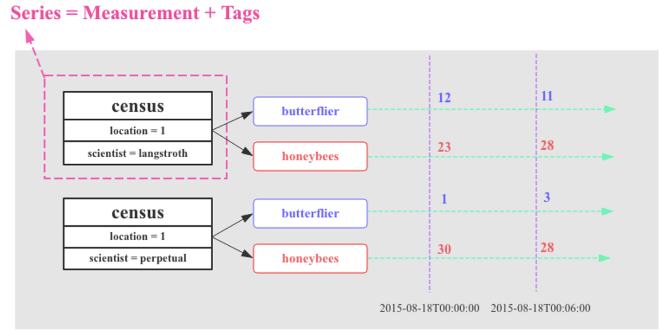 Series = Measurement + Tags
census
location = 1
scientist = langstroth
butterflier
12
11
honeybees
23
28
census
location = 1
scientist = perpetual
butterflier
1
3
honeybees
30
28
2015-08-18T00:00:00
2015-08-18T00:06:00